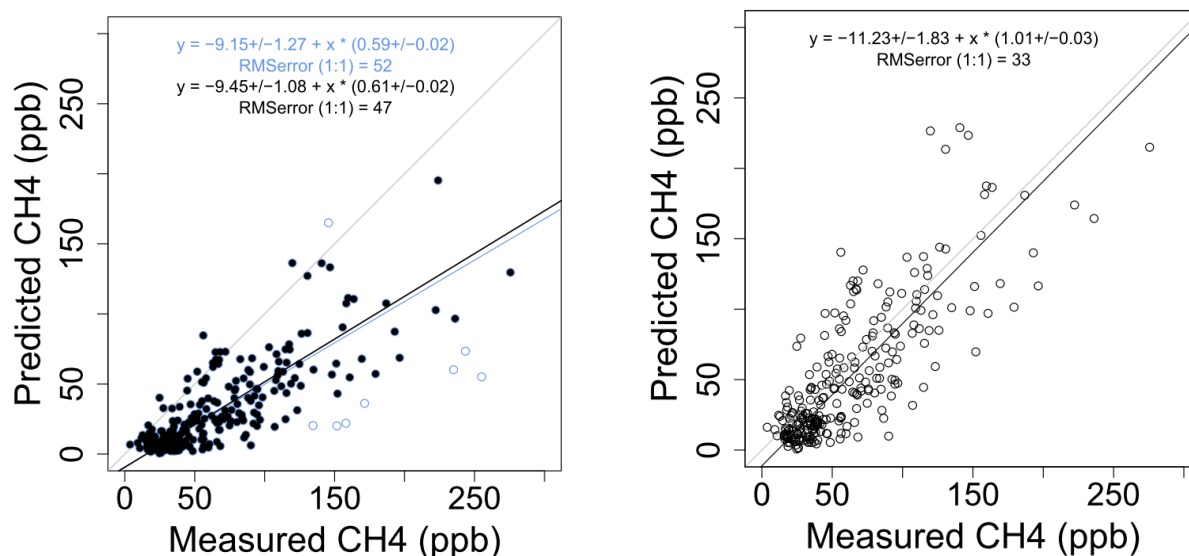 y = −9.15+/−1.27 + x * (0.59+/−0.02)
RMSerror (1:1) = 52
y = −9.45+/−1.08 + x * (0.61+/−0.02)
RMSerror (1:1) = 47
Predicted CH4 (ppb)
250
150
50
0
0
50
150
250
Measured CH4 (ppb)
y = −11.23+/−1.83 + x * (1.01+/−0.03)
RMSerror (1:1) = 33
Predicted CH4 (ppb)
250
150
50
0
0
50
150
250
Measured CH4 (ppb)